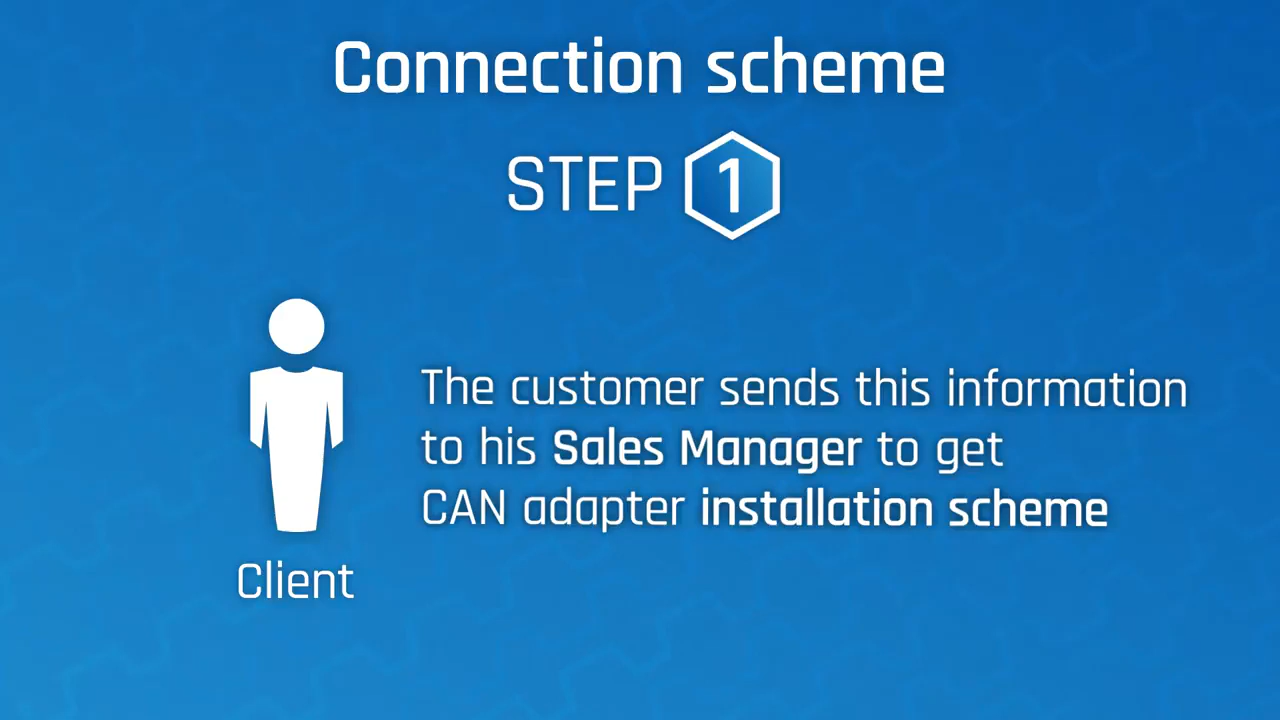 Connection scheme
STEP 1
The customer sends this information
to his Sales Manager to get
CAN adapter installation scheme
Client